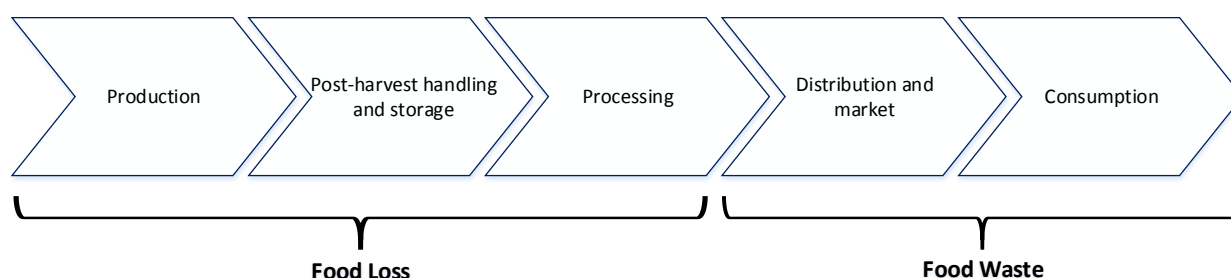 Production
Post-harvest handling
and storage
Processing
Distribution and
market
Consumption
Food Loss
Food Waste